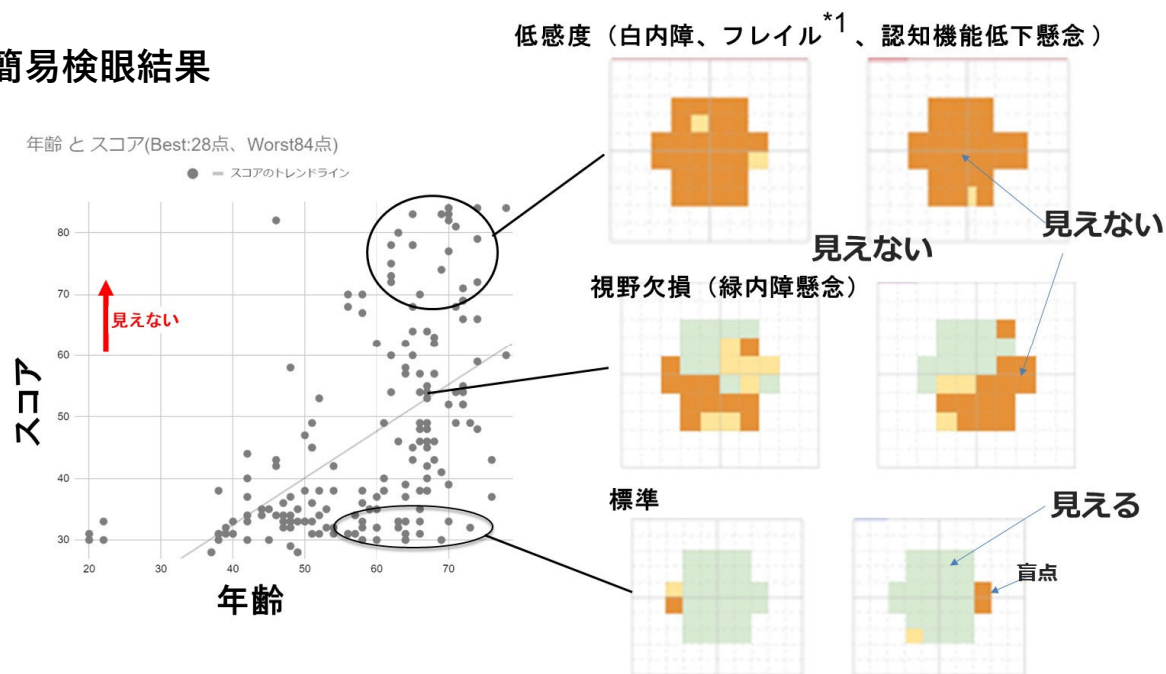 簡易検眼結果
低感度（白内障、フレイル*1、認知機能低下懸念）
年齢 と スコア(Best:28点、Worst84点)
スコアのトレンドライン
80
70
60
50
40
30
見えない
スコア
20
30
40
50
60
70
年齢
見えない
見えない
視野欠損（緑内障懸念）
標準
見える
盲点